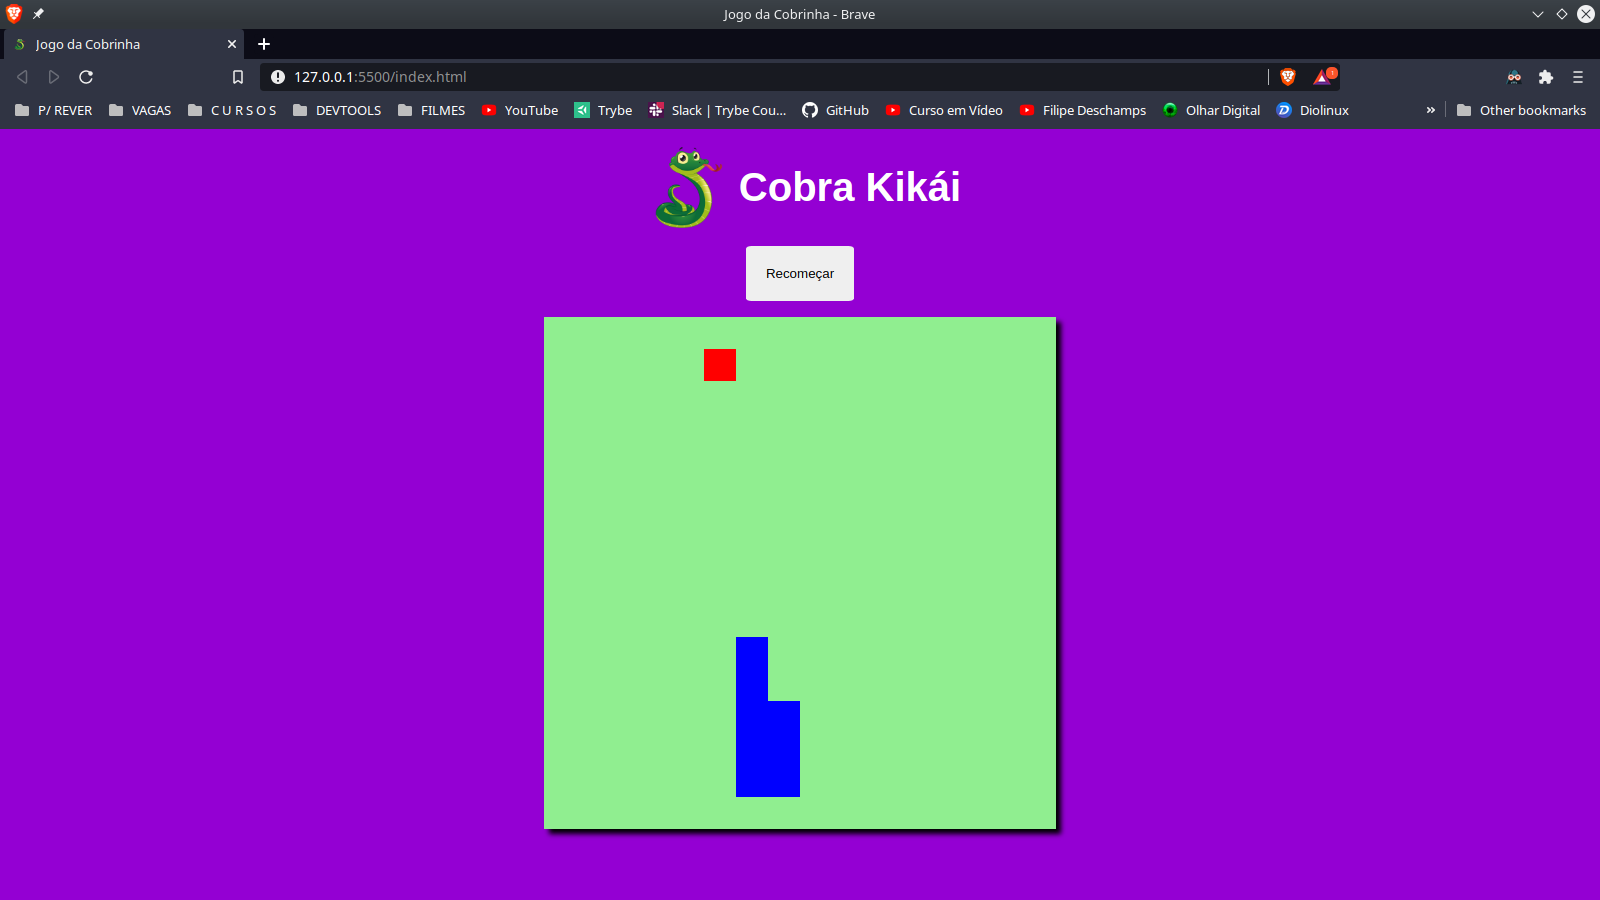 Jogo da Cobrinha - Brave
Jogo da Cobrinha
127.0.0.1:5500/index.html
P/ REVER VAGAS C U R S O S DEVTOOLS FILMES YouTube Trybe Slack | Trybe Cou... GitHub Curso em Vídeo Filipe Deschamps Olhar Digital Diolinux » Other bookmarks
Cobra Kikái
Recomeçar